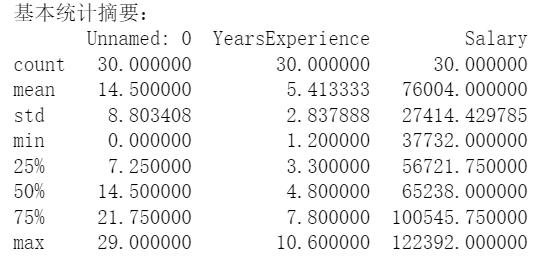 基本统计摘要：
Unnamed: 0 YearsExperience Salary
count 30.000000 30.000000 30.000000
mean 14.500000 5.413333 76004.000000
std 8.803408 2.837888 27414.429785
min 0.000000 1.200000 37732.000000
25% 7.250000 3.300000 56721.750000
50% 14.500000 4.800000 65238.000000
75% 21.750000 7.800000 100545.750000
max 29.000000 10.600000 122392.000000